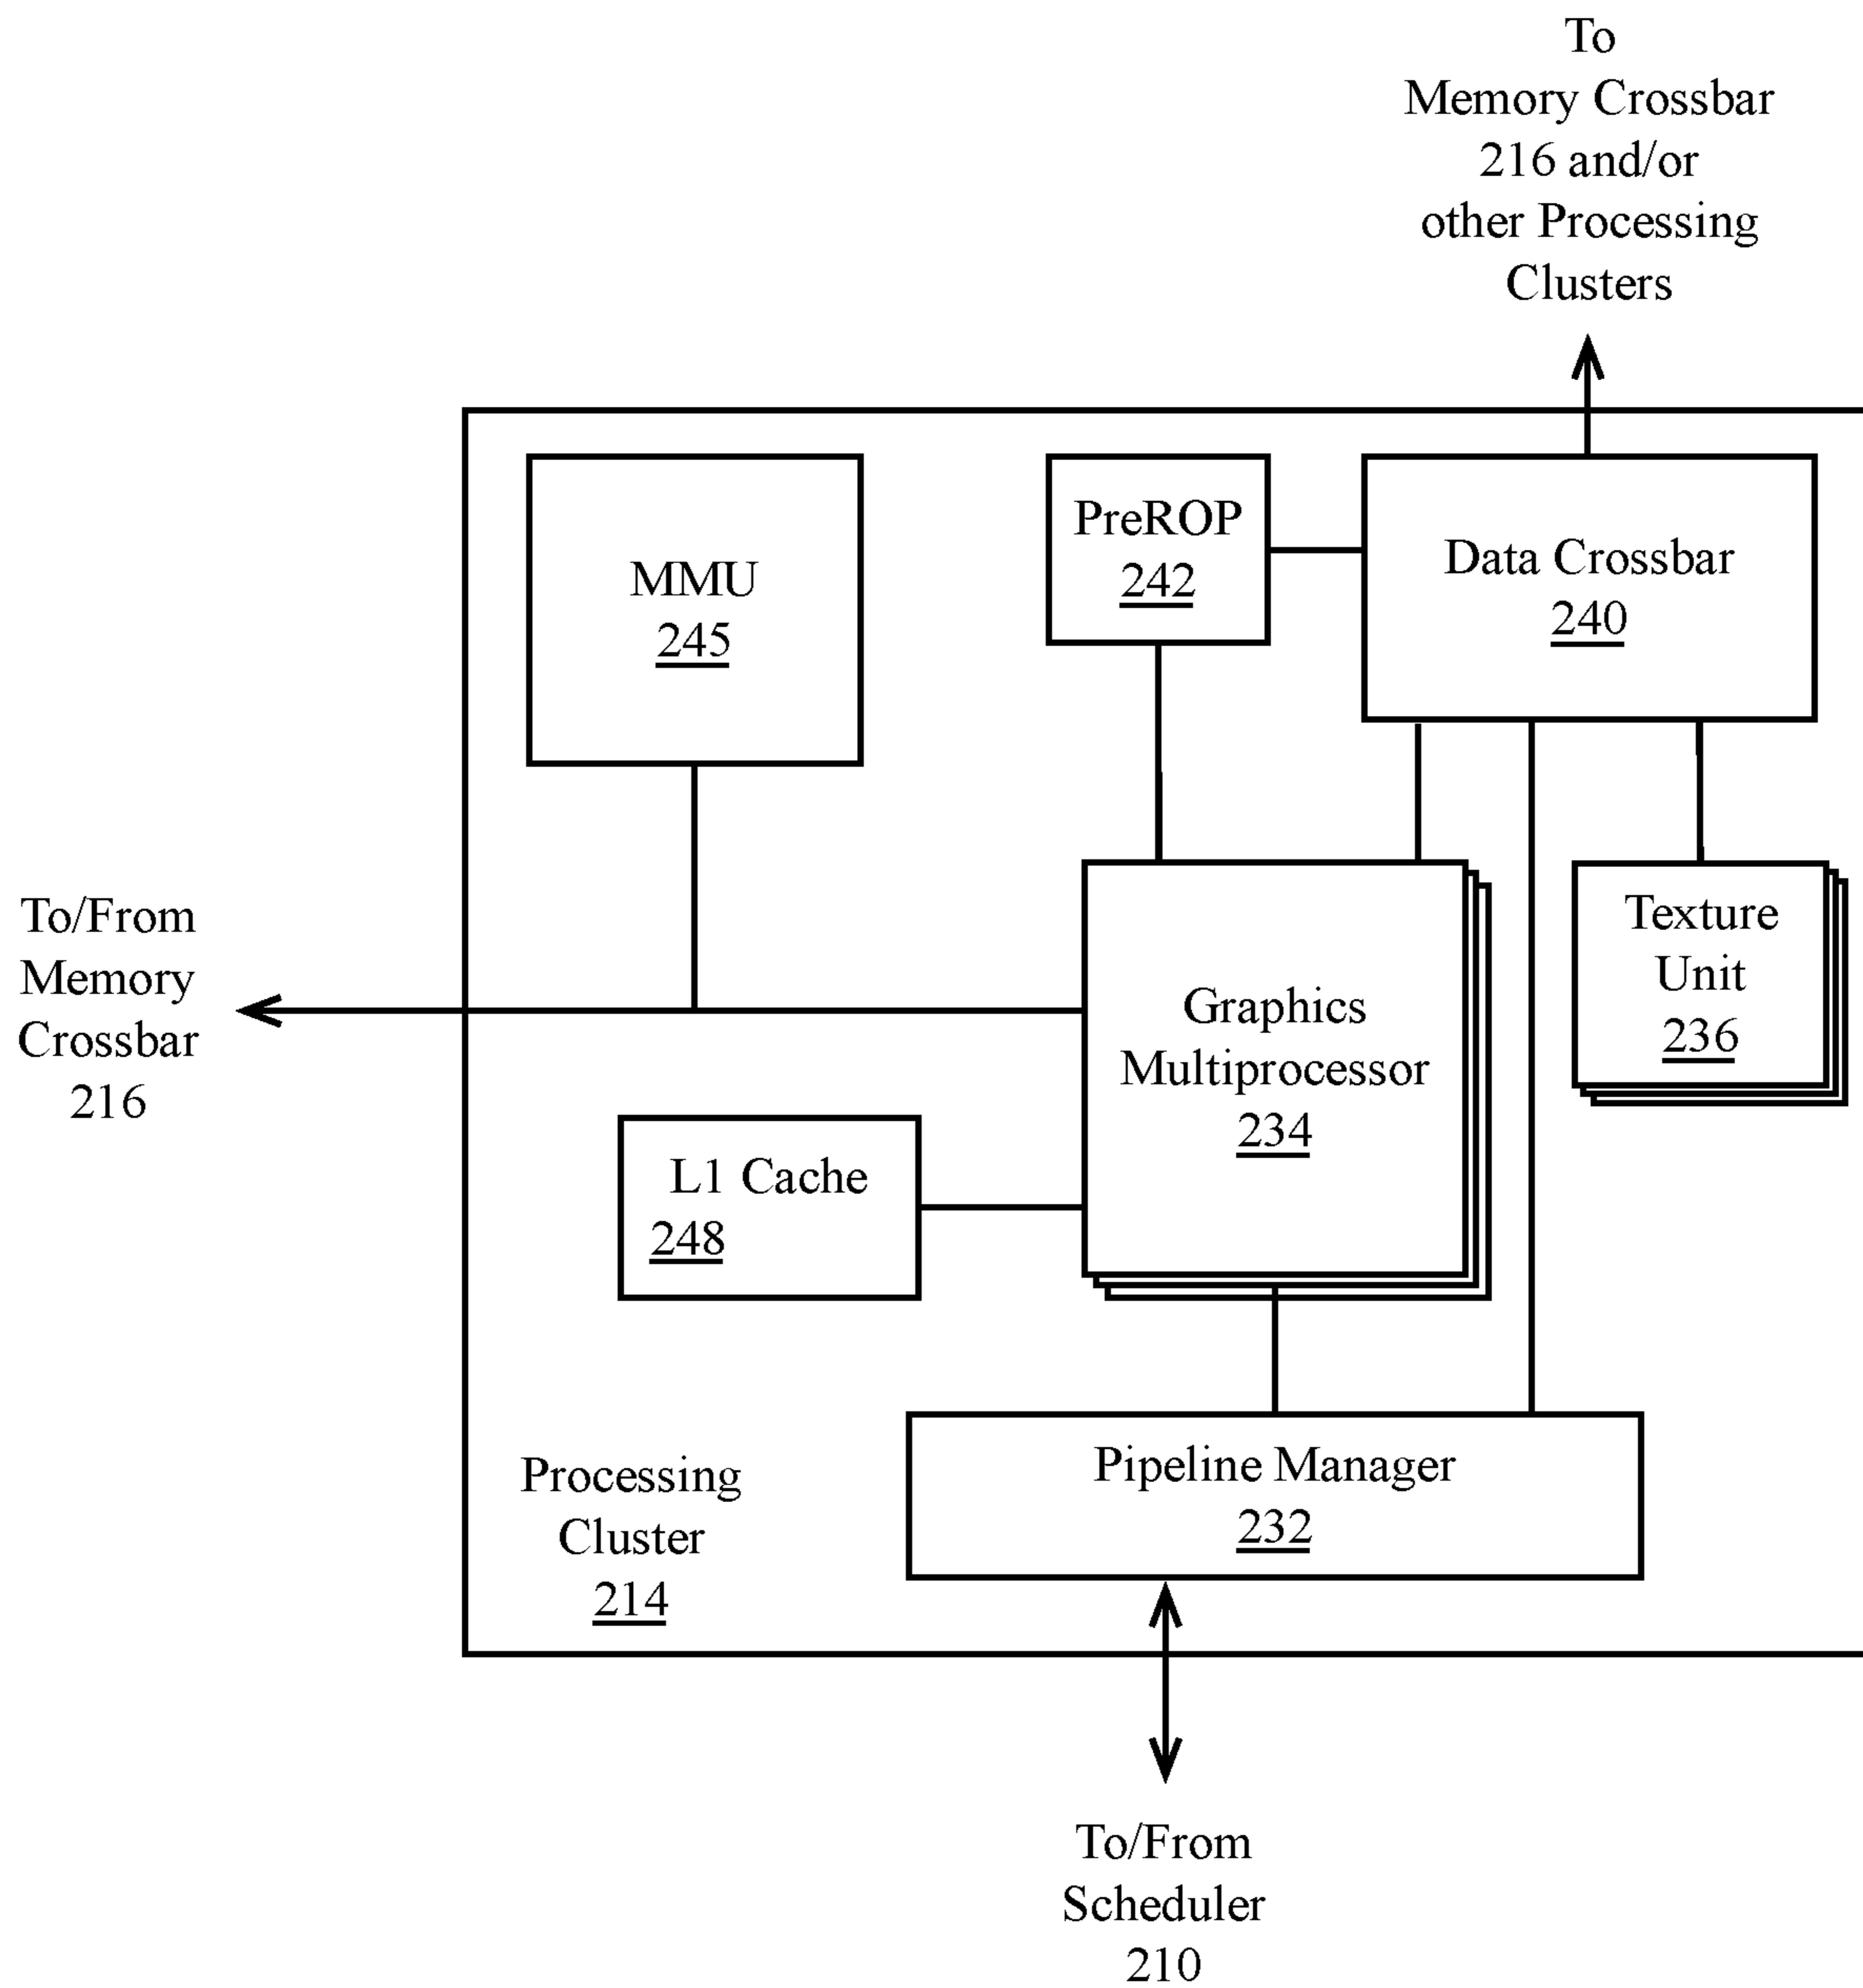 To
Memory Crossbar
216 and/or
other Processing
Clusters
MMU
245
PreROP
242
Data Crossbar
240
To/From
Memory
Crossbar
216
Graphics
Multiprocessor
234
Texture
Unit
236
L1 Cache
248
Processing
Cluster
214
Pipeline Manager
232
To/From
Scheduler
210